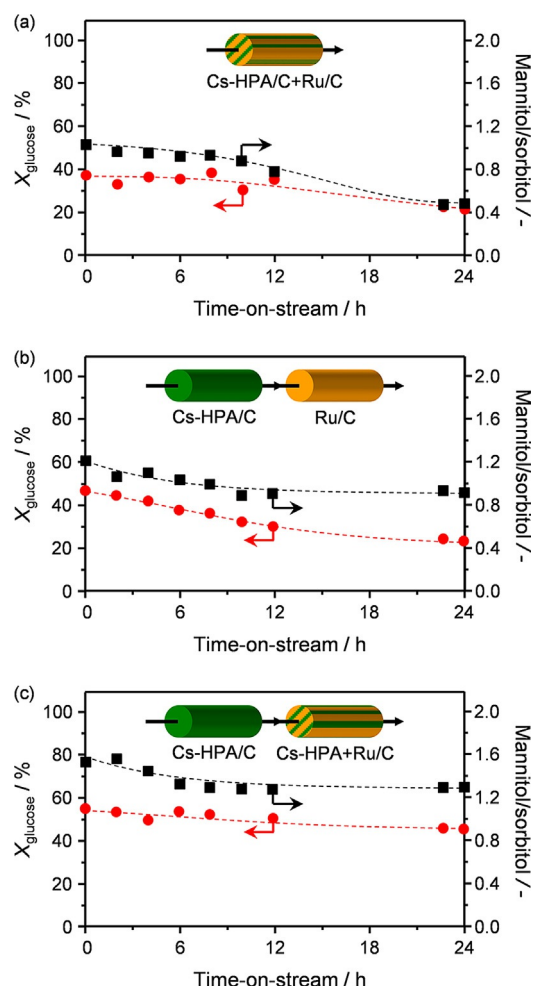 (a)
Cs-HPA/C+Ru/C
100
80
60
40
20
0
X glucose / %
2.0
1.6
1.2
0.8
0.4
0.0
Mannitol/sorbitol / -
0 6 12 18 24
Time-on-stream / h
(b)
Cs-HPA/C Ru/C
100
80
60
40
20
0
X glucose / %
2.0
1.6
1.2
0.8
0.4
0.0
Mannitol/sorbitol / -
0 6 12 18 24
Time-on-stream / h
(c)
Cs-HPA/C Cs-HPA+Ru/C
100
80
60
40
20
0
X glucose / %
2.0
1.6
1.2
0.8
0.4
0.0
Mannitol/sorbitol / -
0 6 12 18 24
Time-on-stream / h